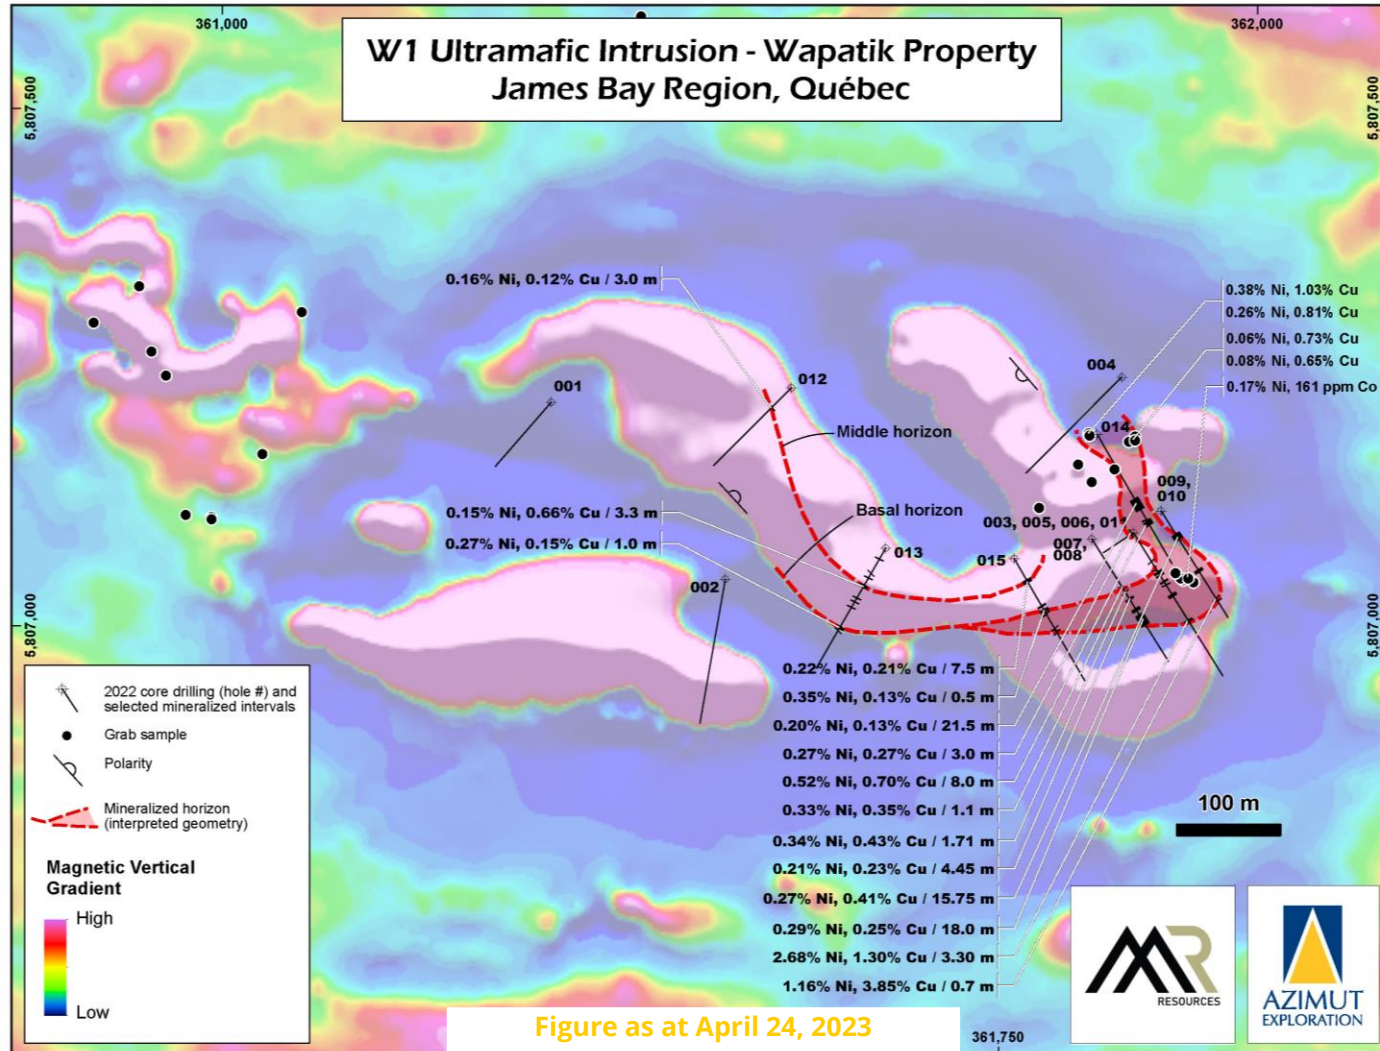 361,000
362,000
W1 Ultramafic Intrusion - Wapatik Property
James Bay Region, Québec
5,807,500
5,807,500
0.16% Ni, 0.12% Cu / 3.0 m
0.38% Ni, 1.03% Cu
0.26% Ni, 0.81% Cu
0.06% Ni, 0.73% Cu
0.08% Ni, 0.65% Cu
0.17% Ni, 161 ppm Co
001
012
004
014
Middle horizon
009,
010
Basal horizon
003, 005, 006, 01
007,
008
0.15% Ni, 0.66% Cu / 3.3 m
0.27% Ni, 0.15% Cu / 1.0 m
013
015
002
5,807,000
5,807,000
0.22% Ni, 0.21% Cu / 7.5 m
0.35% Ni, 0.13% Cu / 0.5 m
0.20% Ni, 0.13% Cu / 21.5 m
0.27% Ni, 0.27% Cu / 3.0 m
0.52% Ni, 0.70% Cu / 8.0 m
0.33% Ni, 0.35% Cu / 1.1 m
0.34% Ni, 0.43% Cu / 1.71 m
0.21% Ni, 0.23% Cu / 4.45 m
0.27% Ni, 0.41% Cu / 15.75 m
0.29% Ni, 0.25% Cu / 18.0 m
2.68% Ni, 1.30% Cu / 3.30 m
1.16% Ni, 3.85% Cu / 0.7 m
2022 core drilling (hole #) and
selected mineralized intervals
Grab sample
Polarity
Mineralized horizon
(interpreted geometry)
Magnetic Vertical
Gradient
High
Low
100 m
RESOURCES
AZIMUT
EXPLORATION
Figure as at April 24, 2023
361,750